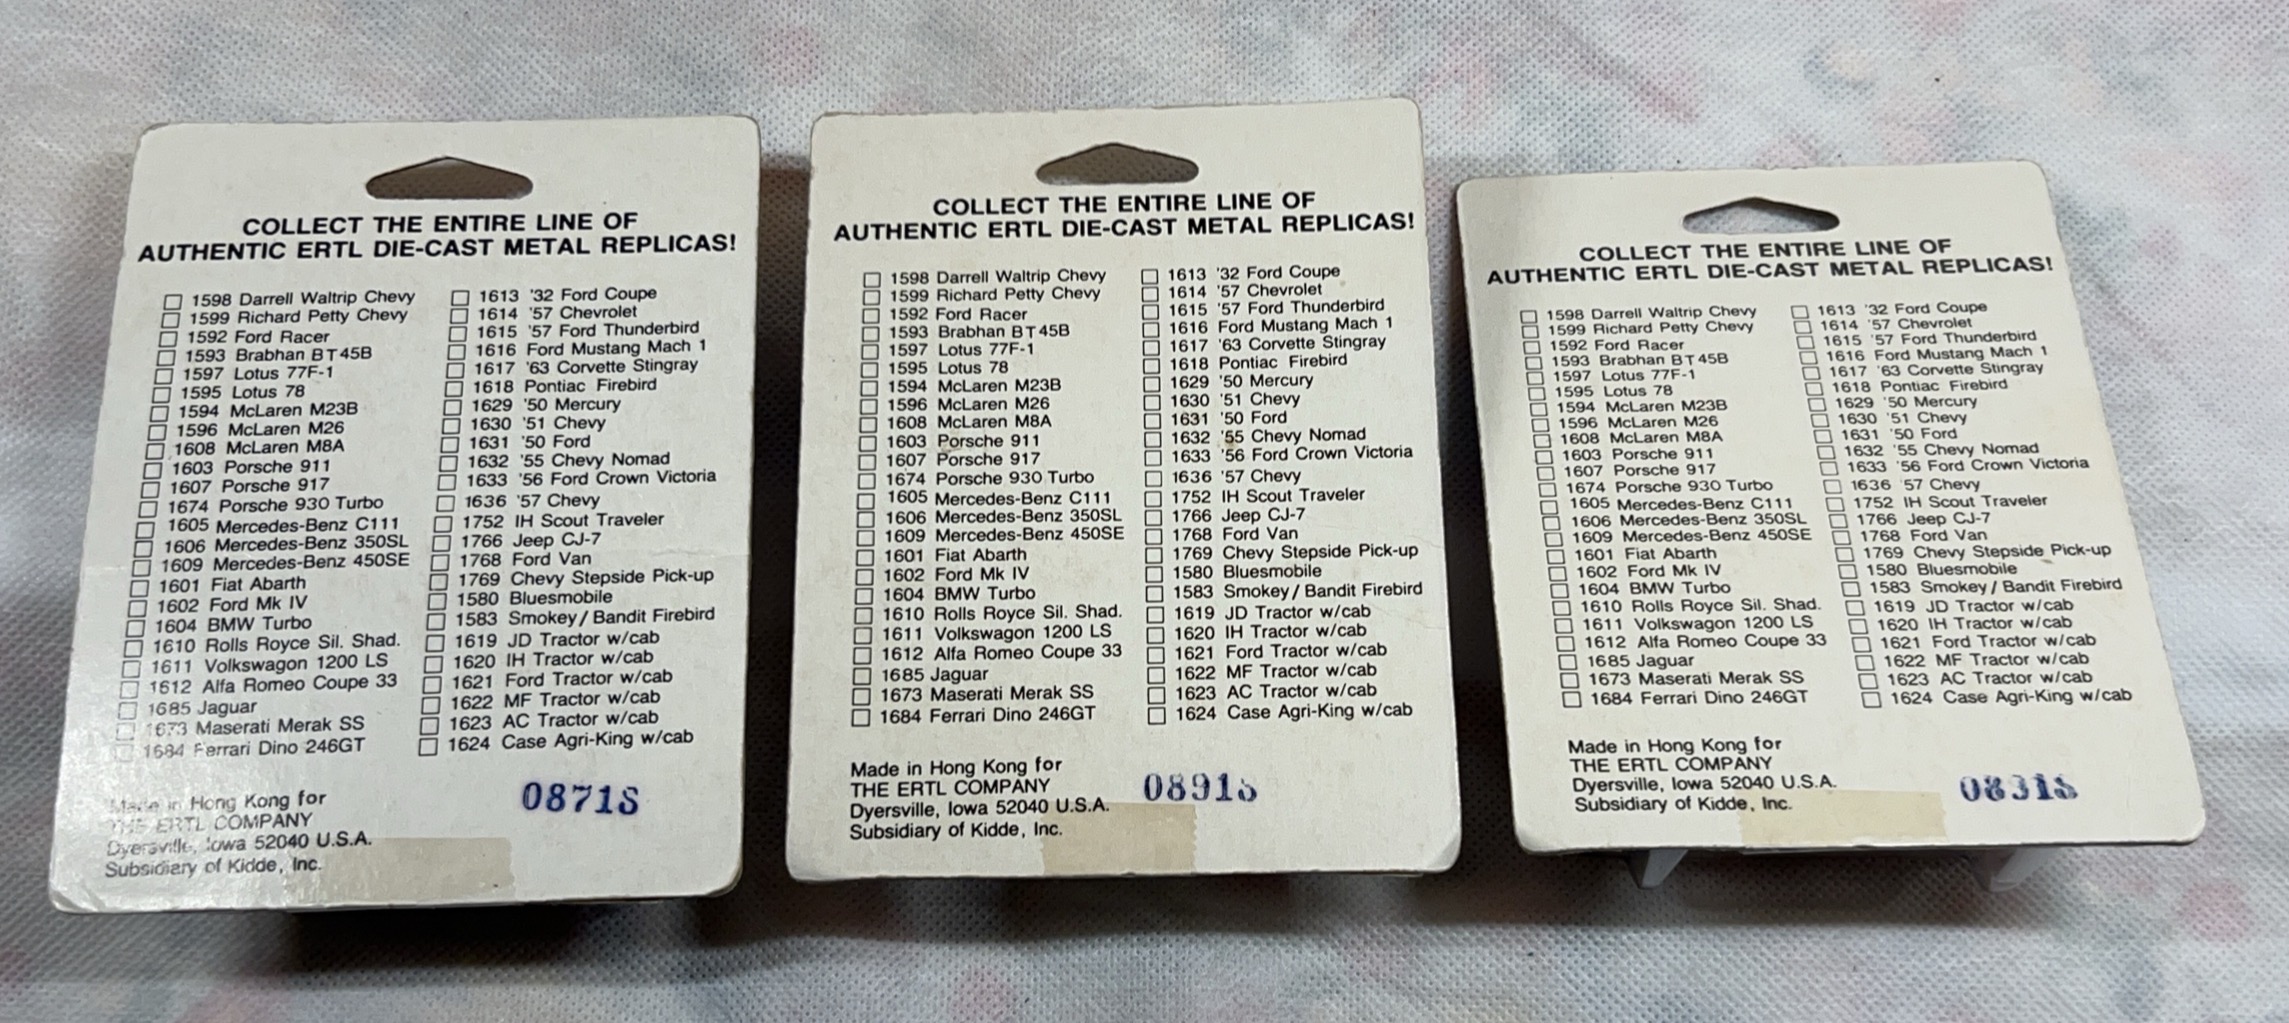 COLLECT THE ENTIRE LINE OF
AUTHENTIC ERTL DIE-CAST METAL REPLICAS!
1598 Darrell Waltrip Chevy
1599 Richard Petty Chevy
1592 Ford Racer
1593 Brabhan BT45B
1597 Lotus 77F-1
1595 Lotus 78
1594 McLaren M23B
1596 McLaren M26
1608 McLaren M8A
1603 Porsche 911
1607 Porsche 917
1674 Porsche 930 Turbo
1605 Mercedes-Benz C111
1606 Mercedes-Benz 350SL
1609 Mercedes-Benz 450SE
1601 Fiat Abarth
1602 Ford Mk IV
1604 BMW Turbo
1610 Rolls Royce Sil. Shad.
1611 Volkswagon 1200 LS
1612 Alfa Romeo Coupe 33
1685 Jaguar
1673 Maserati Merak SS
1684 Ferrari Dino 246GT
1613 '32 Ford Coupe
1614 '57 Chevrolet
1615 '57 Ford Thunderbird
1616 Ford Mustang Mach 1
1617 '63 Corvette Stingray
1618 Pontiac Firebird
1629 '50 Mercury
1630 '51 Chevy
1631 '50 Ford
1632 '55 Chevy Nomad
1633 '56 Ford Crown Victoria
1636 '57 Chevy
1752 IH Scout Traveler
1766 Jeep CJ-7
1768 Ford Van
1769 Chevy Stepside Pick-up
1580 Bluesmobile
1583 Smokey/Bandit Firebird
1619 JD Tractor w/cab
1620 IH Tractor w/cab
1621 Ford Tractor w/cab
1622 MF Tractor w/cab
1623 AC Tractor w/cab
1624 Case Agri-King w/cab
Made in Hong Kong for
THE ERTL COMPANY
Dyersville, Iowa 52040 U.S.A.
Subsidiary of Kidde, Inc.
0871S
COLLECT THE ENTIRE LINE OF
AUTHENTIC ERTL DIE-CAST METAL REPLICAS!
1598 Darrell Waltrip Chevy
1599 Richard Petty Chevy
1592 Ford Racer
1593 Brabhan BT45B
1597 Lotus 77F-1
1595 Lotus 78
1594 McLaren M23B
1596 McLaren M26
1608 McLaren M8A
1603 Porsche 911
1607 Porsche 917
1674 Porsche 930 Turbo
1605 Mercedes-Benz C111
1606 Mercedes-Benz 350SL
1609 Mercedes-Benz 450SE
1601 Fiat Abarth
1602 Ford Mk IV
1604 BMW Turbo
1610 Rolls Royce Sil. Shad.
1611 Volkswagon 1200 LS
1612 Alfa Romeo Coupe 33
1685 Jaguar
1673 Maserati Merak SS
1684 Ferrari Dino 246GT
1613 '32 Ford Coupe
1614 '57 Chevrolet
1615 '57 Ford Thunderbird
1616 Ford Mustang Mach 1
1617 '63 Corvette Stingray
1618 Pontiac Firebird
1629 '50 Mercury
1630 '51 Chevy
1631 '50 Ford
1632 '55 Chevy Nomad
1633 '56 Ford Crown Victoria
1636 '57 Chevy
1752 IH Scout Traveler
1766 Jeep CJ-7
1768 Ford Van
1769 Chevy Stepside Pick-up
1580 Bluesmobile
1583 Smokey/Bandit Firebird
1619 JD Tractor w/cab
1620 IH Tractor w/cab
1621 Ford Tractor w/cab
1622 MF Tractor w/cab
1623 AC Tractor w/cab
1624 Case Agri-King w/cab
Made in Hong Kong for
THE ERTL COMPANY
Dyersville, Iowa 52040 U.S.A.
Subsidiary of Kidde, Inc.
0891S
COLLECT THE ENTIRE LINE OF
AUTHENTIC ERTL DIE-CAST METAL REPLICAS!
1598 Darrell Waltrip Chevy
1599 Richard Petty Chevy
1592 Ford Racer
1593 Brabhan BT45B
1597 Lotus 77F-1
1595 Lotus 78
1594 McLaren M23B
1596 McLaren M26
1608 McLaren M8A
1603 Porsche 911
1607 Porsche 917
1674 Porsche 930 Turbo
1605 Mercedes-Benz C111
1606 Mercedes-Benz 350SL
1609 Mercedes-Benz 450SE
1601 Fiat Abarth
1602 Ford Mk IV
1604 BMW Turbo
1610 Rolls Royce Sil. Shad.
1611 Volkswagon 1200 LS
1612 Alfa Romeo Coupe 33
1685 Jaguar
1673 Maserati Merak SS
1684 Ferrari Dino 246GT
1613 '32 Ford Coupe
1614 '57 Chevrolet
1615 '57 Ford Thunderbird
1616 Ford Mustang Mach 1
1617 '63 Corvette Stingray
1618 Pontiac Firebird
1629 '50 Mercury
1630 '51 Chevy
1631 '50 Ford
1632 '55 Chevy Nomad
1633 '56 Ford Crown Victoria
1636 '57 Chevy
1752 IH Scout Traveler
1766 Jeep CJ-7
1768 Ford Van
1769 Chevy Stepside Pick-up
1580 Bluesmobile
1583 Smokey/Bandit Firebird
1619 JD Tractor w/cab
1620 IH Tractor w/cab
1621 Ford Tractor w/cab
1622 MF Tractor w/cab
1623 AC Tractor w/cab
1624 Case Agri-King w/cab
Made in Hong Kong for
THE ERTL COMPANY
Dyersville, Iowa 52040 U.S.A.
Subsidiary of Kidde, Inc.
0831S